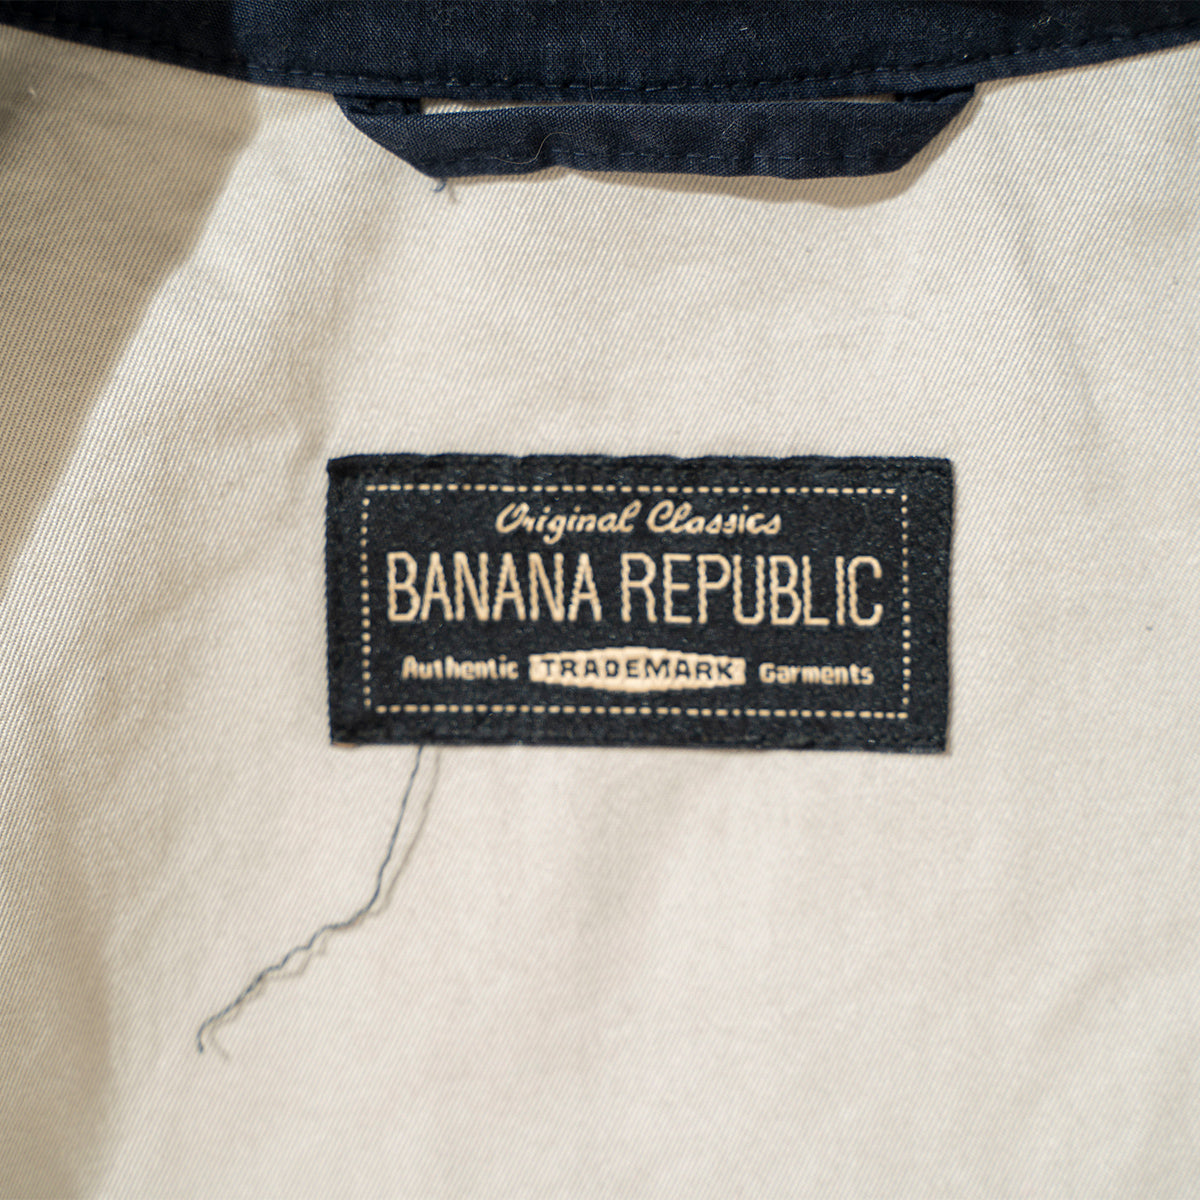 Original Classics
BANANA REPUBLIC
Authentic TRADEMARK Garments